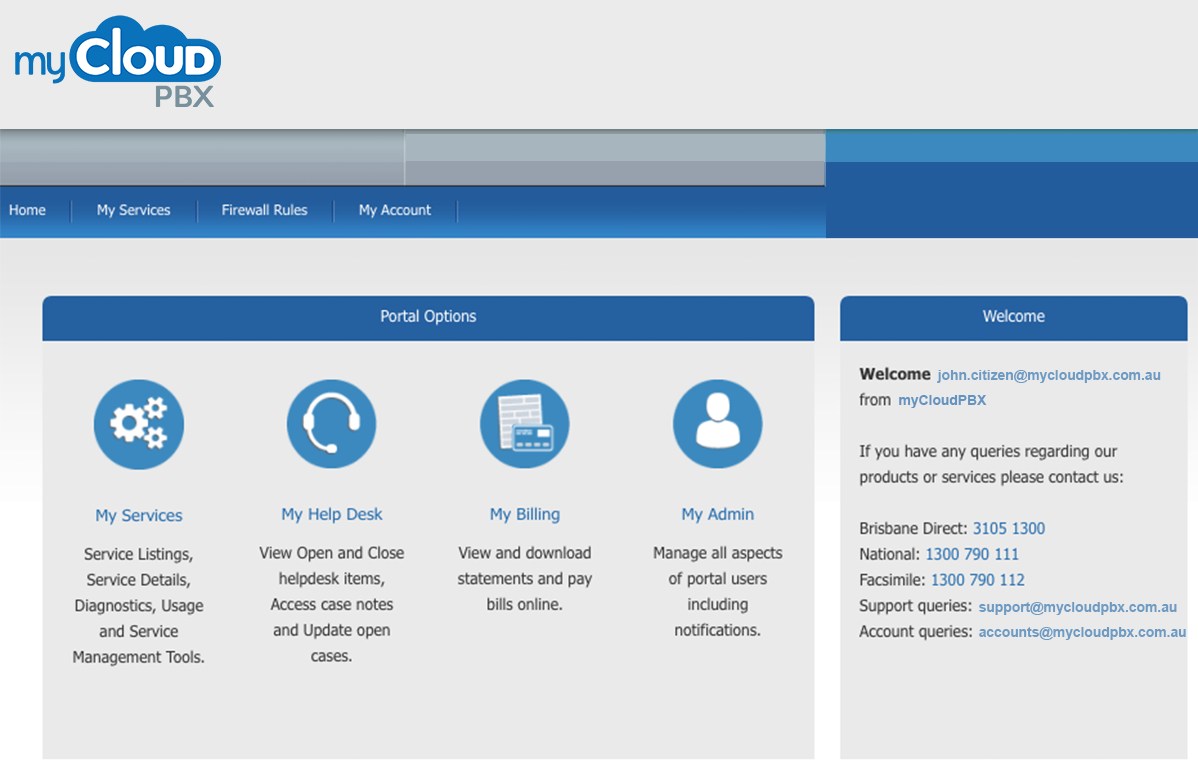 my Cloud
PBX
Home
My Services
Firewall Rules
My Account
Portal Options
My Services
Service Listings,
Service Details,
Diagnostics, Usage
and Service
Management Tools.
My Help Desk
View Open and Close
helpdesk items,
Access case notes
and Update open
cases.
My Billing
View and download
statements and pay
bills online.
My Admin
Manage all aspects
of portal users
including
notifications.
Welcome
Welcome john.citizen@mycloudpbx.com.au
from myCloudPBX
If you have any queries regarding our
products or services please contact us:
Brisbane Direct: 3105 1300
National: 1300 790 111
Facsimile: 1300 790 112
Support queries: support@mycloudpbx.com.au
Account queries: accounts@mycloudpbx.com.au